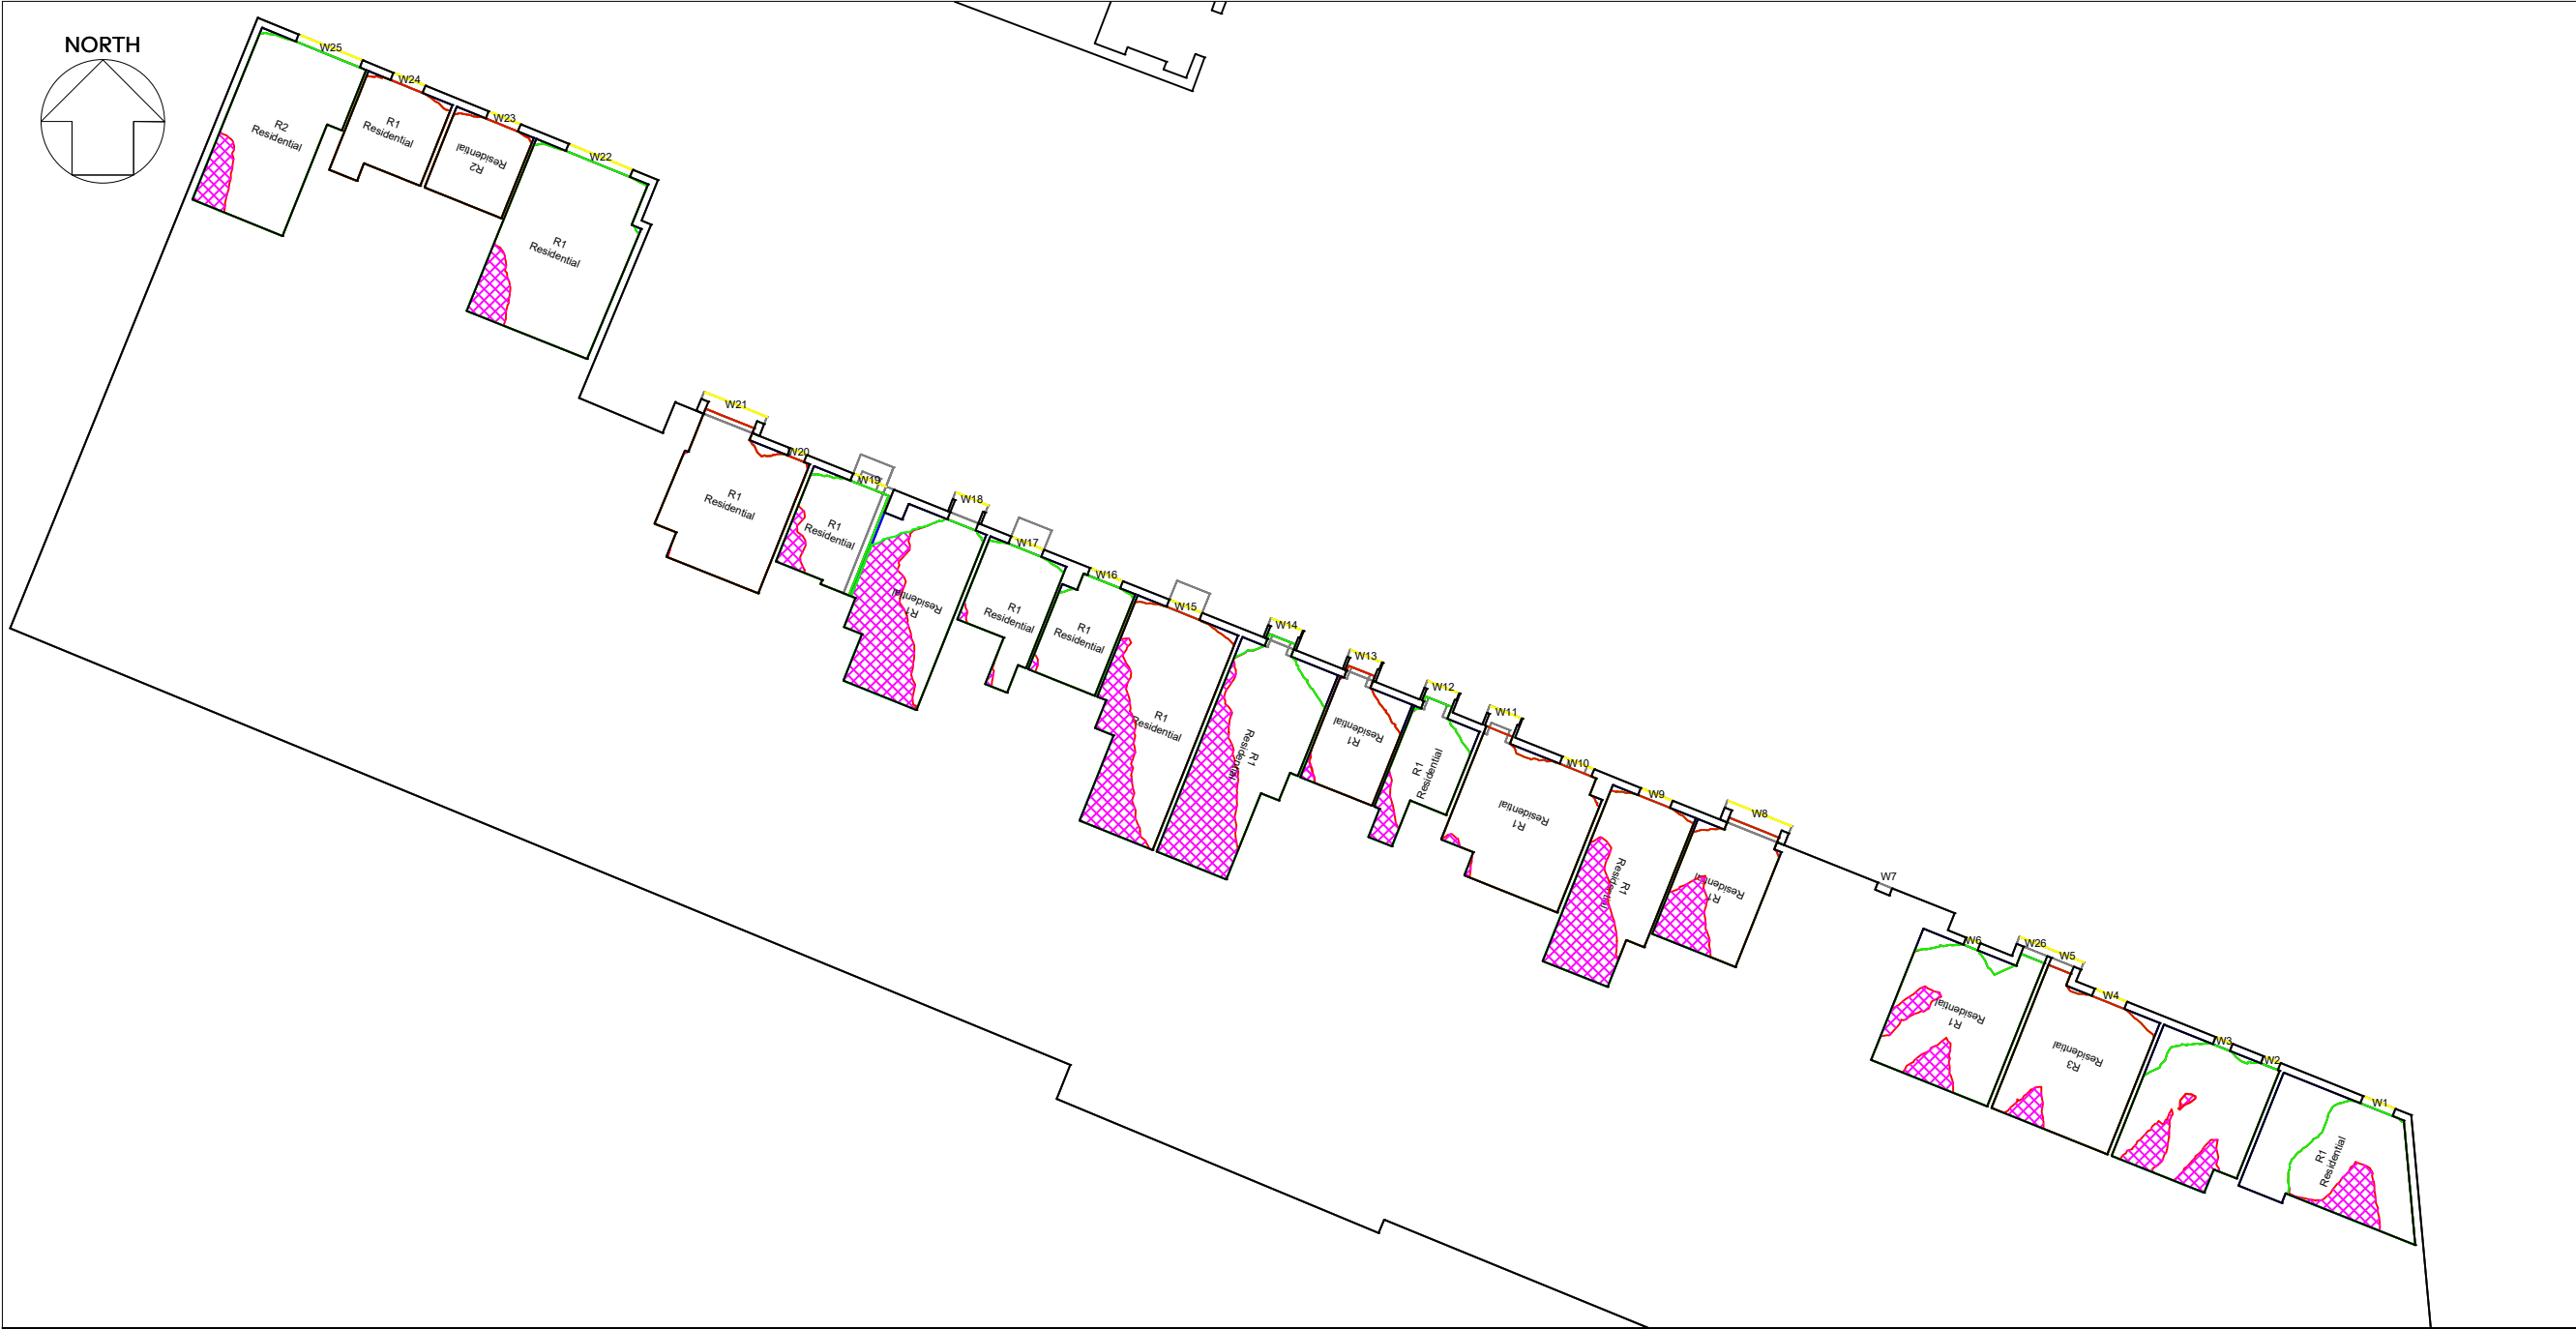 NORTH
W25
W24
W23
W22
R2
Residential
R1
Residential
R2
Residential
R1
Residential
W21
W20
W19
W18
W17
W16
W15
W14
W13
W12
W11
W10
W9
W8
W7
W6
W26
W5
W4
W3
W2
W1
R1
Residential
R1
Residential
R1
Residential
R1
Residential
R1
Residential
R1
Residential
R1
Residential
R1
Residential
R1
Residential
R1
Residential
R1
Residential
R1
Residential
R1
Residential
R3
Residential
R1
Residential